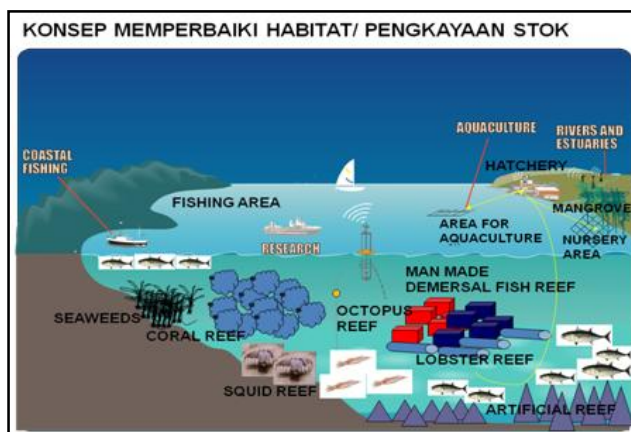 KONSEP MEMPERBAIKI HABITAT/ PENGKAYAAN STOK
AQUACULTURE
RIVERS AND
ESTUARIES
COASTAL
FISHING
HATCHERY
FISHING AREA
MANGROVE
AREA FOR
AQUACULTURE
RESEARCH
NURSERY
AREA
MAN MADE
DEMERSAL FISH REEF
OCTOPUS
REEF
SEAWEEDS
CORAL REEF
LOBSTER REEF
SQUID REEF
ARTIFICIAL REEF